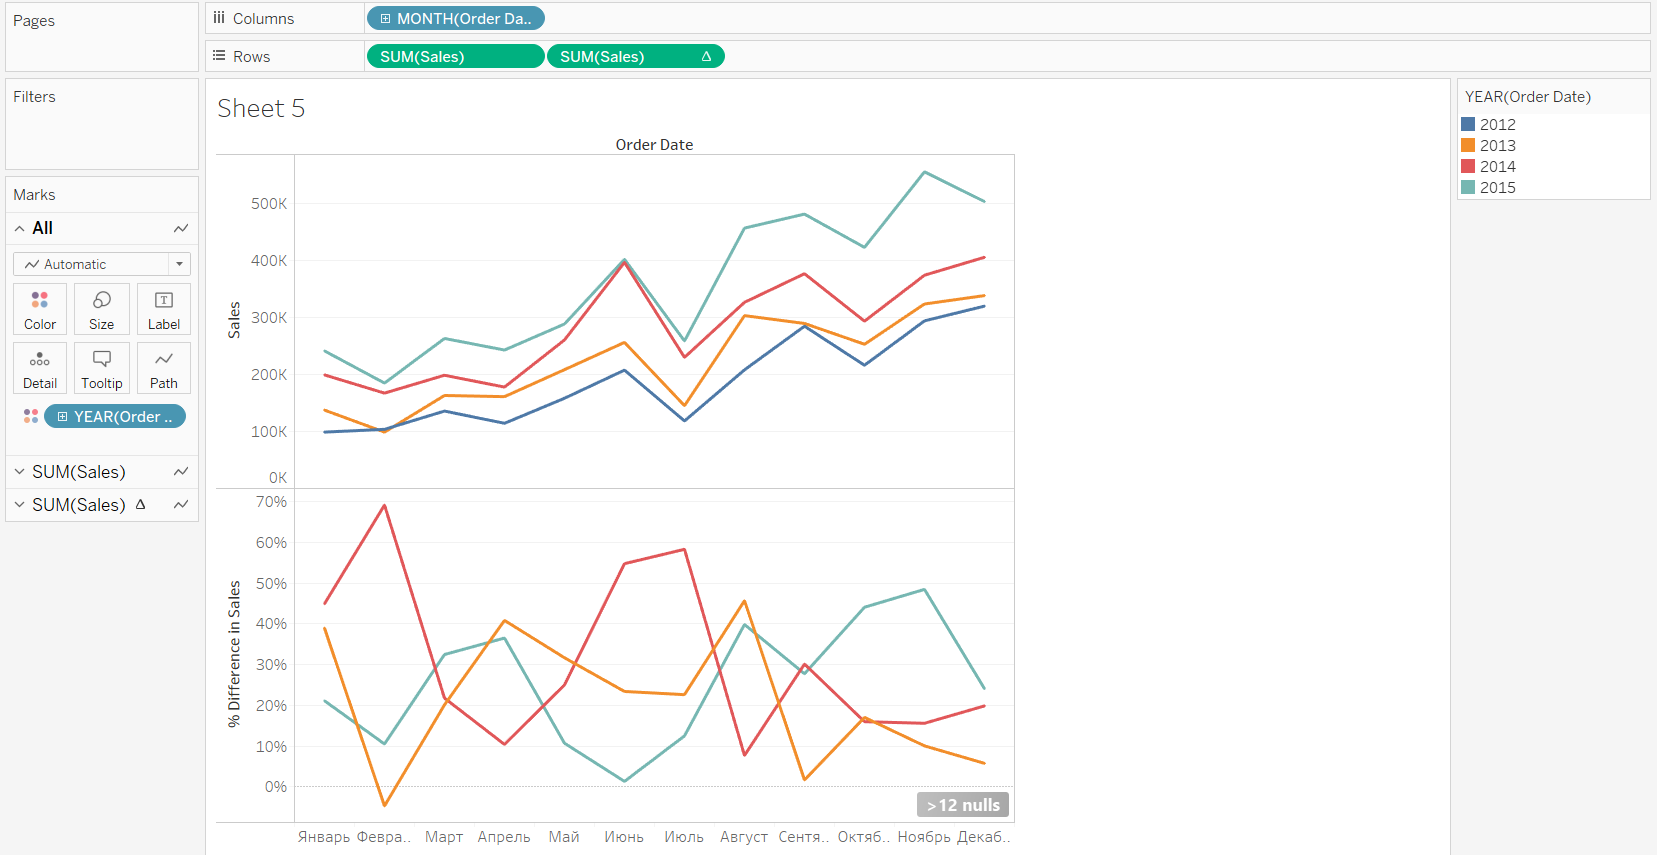 Pages
Columns
MONTH(Order Da..
Rows
SUM(Sales)
SUM(Sales) Δ
Filters
Marks
All
Automatic
Color
Size
Label
Detail
Tooltip
Path
YEAR(Order ..
SUM(Sales)
SUM(Sales) Δ
Sheet 5
Order Date
Sales
500K
400K
300K
200K
100K
0K
% Difference in Sales
70%
60%
50%
40%
30%
20%
10%
0%
>12 nulls
Январь Февра.. Март Апрель Май Июнь Июль Август Сентя.. Октяб.. Ноябрь Декаб..
YEAR(Order Date)
2012
2013
2014
2015